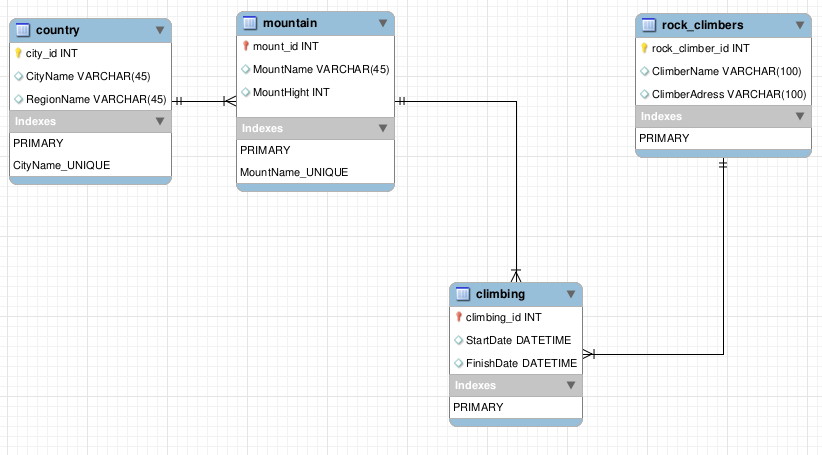 country
city_id INT
CityName VARCHAR(45)
RegionName VARCHAR(45)
Indexes
PRIMARY
CityName_UNIQUE
mountain
mount_id INT
MountName VARCHAR(45)
MountHight INT
Indexes
PRIMARY
MountName_UNIQUE
rock_climbers
rock_climber_id INT
ClimberName VARCHAR(100)
ClimberAdress VARCHAR(100)
Indexes
PRIMARY
climbing
climbing_id INT
StartDate DATETIME
FinishDate DATETIME
Indexes
PRIMARY